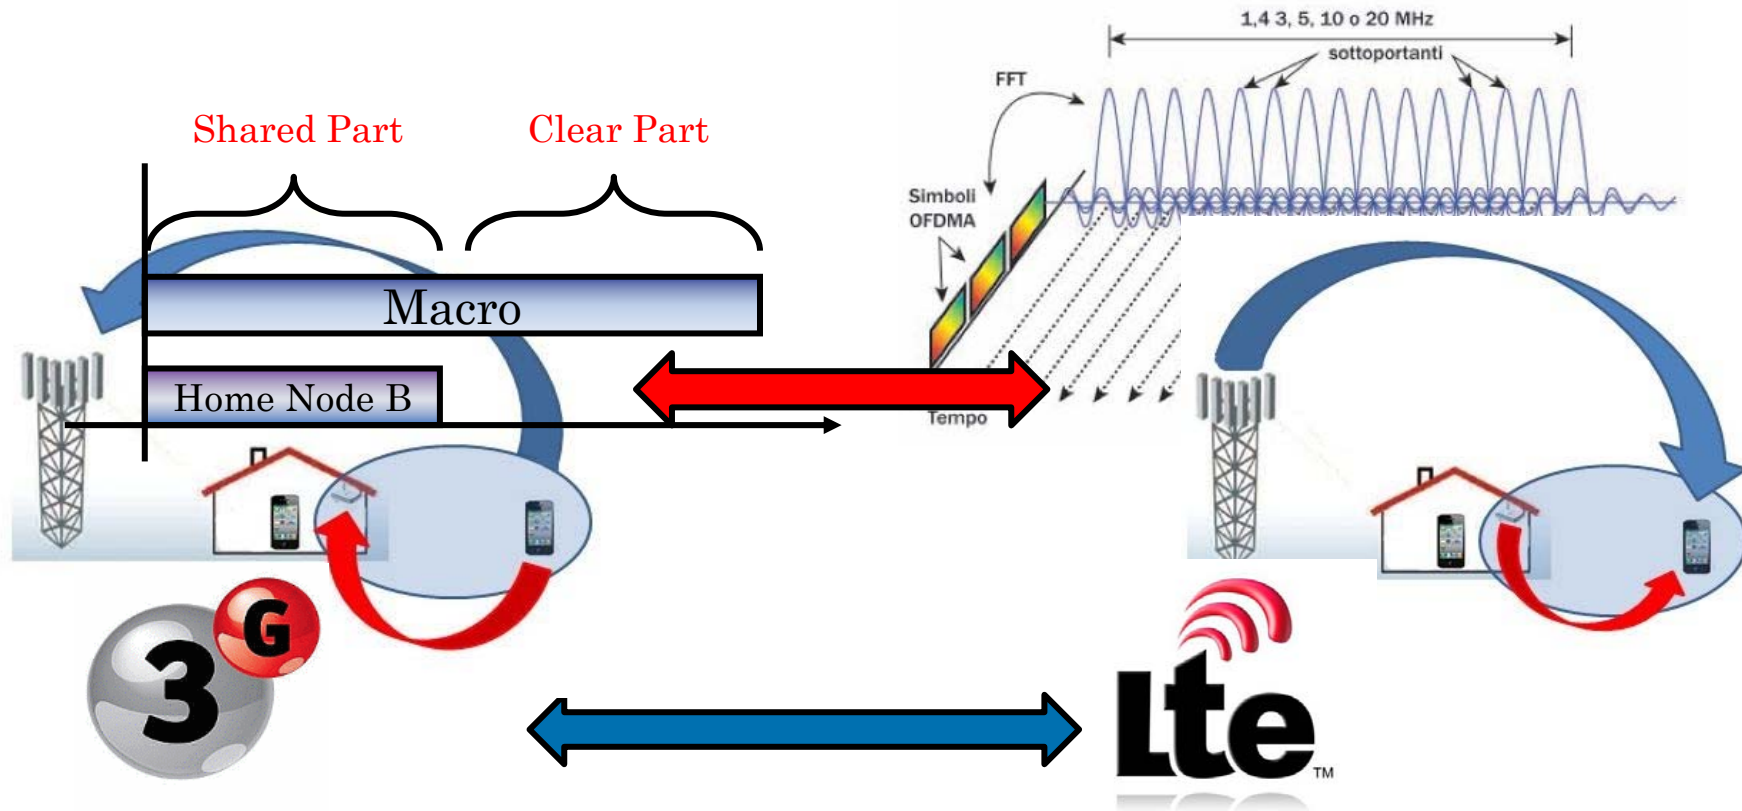 1,4 3, 5, 10 o 20 MHz
sottoportanti
FFT
Shared Part
Clear Part
Simboli
OFDMA
Macro
Home Node B
Tempo
3G
Lte
TM